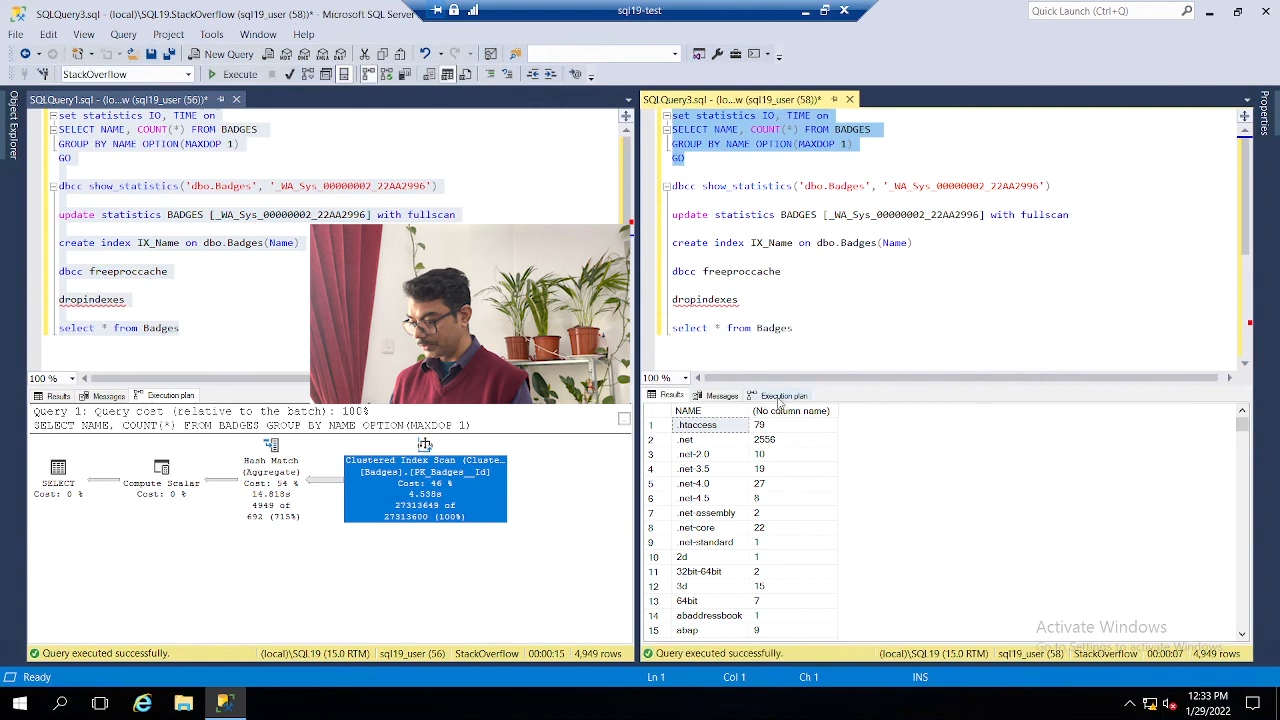 SQLQuery1.sql - (local)\SQL19.StackOverflow (sql19_user (56))* - Microsoft SQL Server
sql19-test
Quick Launch (Ctrl+Q)
File Edit View Query Project Tools Window Help
New Query
StackOverflow
Execute
Object Explorer
Properties
SQLQuery1.sql - (lo...w (sql19_user (56))*
set statistics IO, TIME on
SELECT NAME, COUNT(*) FROM BADGES
GROUP BY NAME OPTION(MAXDOP 1)
GO
dbcc show_statistics('dbo.Badges', '_WA_Sys_00000002_22AA2996')
update statistics BADGES [_WA_Sys_00000002_22AA2996] with fullscan
create index IX_Name on dbo.Badges(Name)
dbcc freeproccache
dropindexes
select * from Badges
100 %
Results Messages Execution plan
Query 1: Query cost (relative to the batch): 100%
SELECT NAME, COUNT(*) FROM BADGES GROUP BY NAME OPTION(MAXDOP 1)
SELECT
Cost: 0 %
Compute Scalar
Cost: 0 %
Hash Match
(Aggregate)
Cost: 54 %
14.818s
4949 of
692 (715%)
Clustered Index Scan (Cluste...
[Badges].[PK_Badges__Id]
Cost: 46 %
4.538s
27313649 of
27313600 (100%)
Query executed successfully. (local)\SQL19 (15.0 RTM) sql19_user (56) StackOverflow 00:00:15 4,949 rows
SQLQuery3.sql - (lo...w (sql19_user (58))*
set statistics IO, TIME on
SELECT NAME, COUNT(*) FROM BADGES
GROUP BY NAME OPTION(MAXDOP 1)
GO
dbcc show_statistics('dbo.Badges', '_WA_Sys_00000002_22AA2996')
update statistics BADGES [_WA_Sys_00000002_22AA2996] with fullscan
create index IX_Name on dbo.Badges(Name)
dbcc freeproccache
dropindexes
select * from Badges
100 %
Results Messages Execution plan
NAME (No column name)
1 .htaccess 79
2 .net 2556
3 .net-2.0 10
4 .net-3.5 19
5 .net-4.0 27
6 .net-4.5 8
7 .net-assembly 2
8 .net-core 22
9 .net-standard 1
10 2d 1
11 32bit-64bit 2
12 3d 15
13 64bit 7
14 abaddressbook 1
15 abap 9
Activate Windows
Go to Settings to activate Windows.
Query executed successfully. (local)\SQL19 (15.0 RTM) sql19_user (58) StackOverflow 00:00:07 4,949 rows
Ready Ln 1 Col 1 Ch 1 INS
12:33 PM
1/29/2022